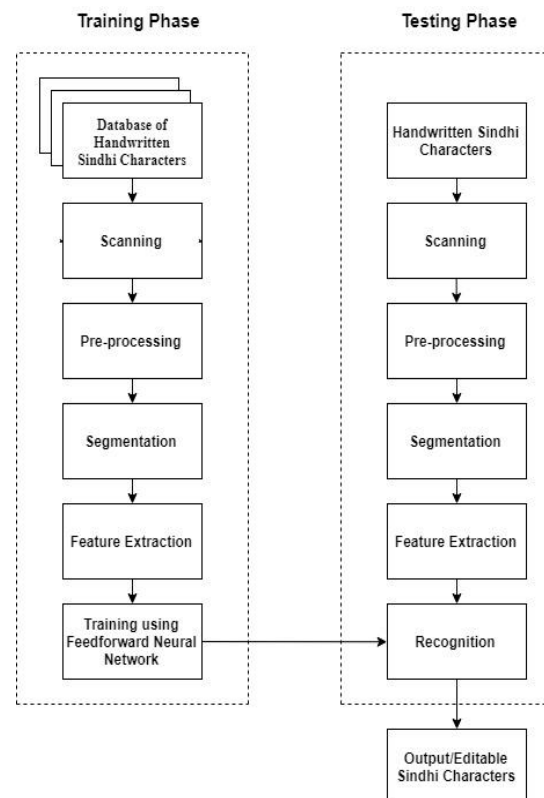 Training Phase
Database of
Handwritten
Sindhi Characters
Scanning
Pre-processing
Segmentation
Feature Extraction
Training using
Feedforward Neural
Network
Testing Phase
Handwritten Sindhi
Characters
Scanning
Pre-processing
Segmentation
Feature Extraction
Recognition
Output/Editable
Sindhi Characters